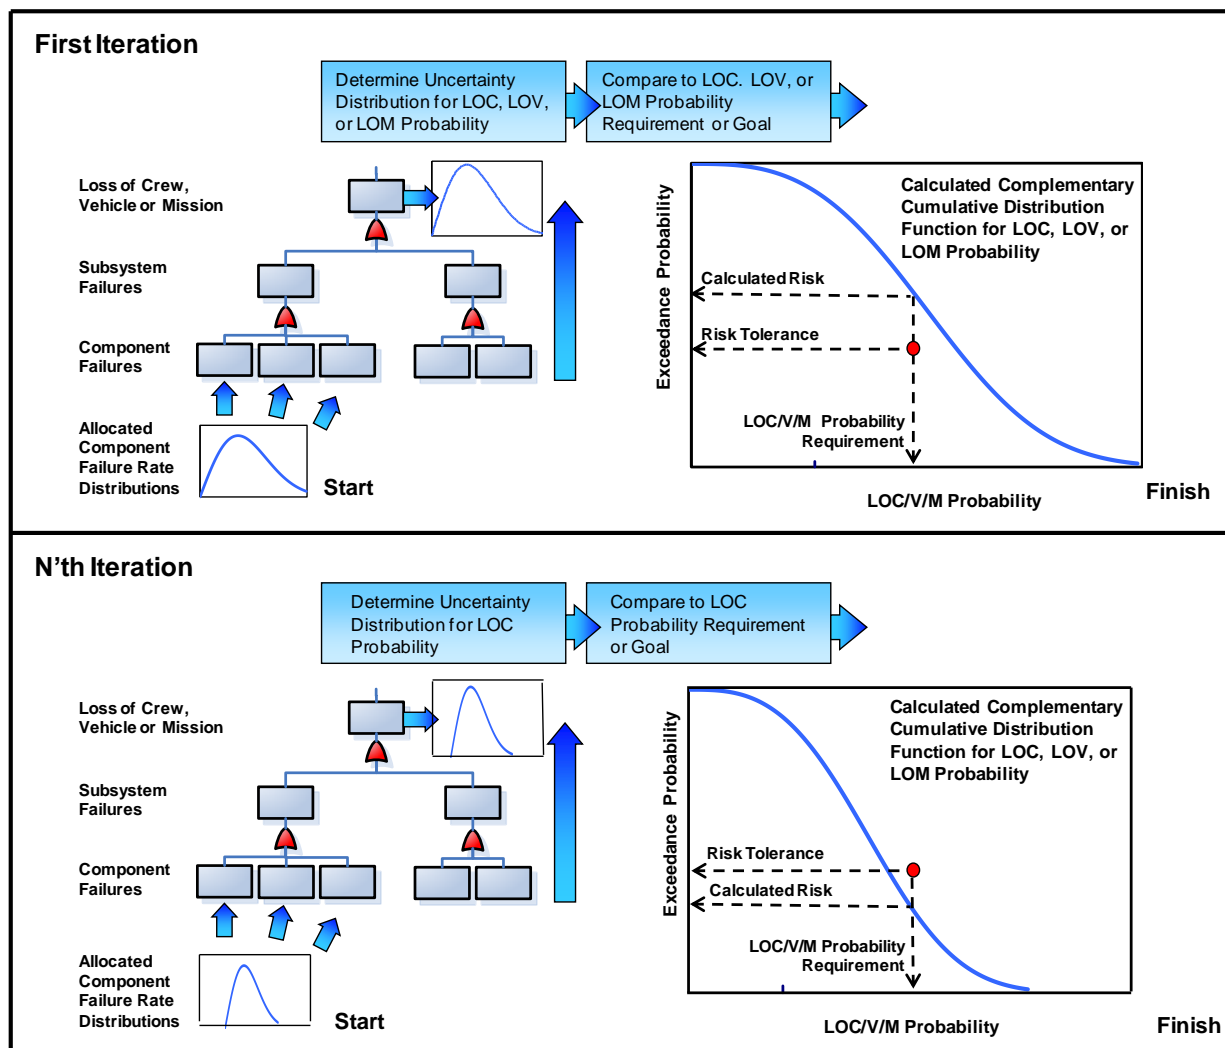 First Iteration
Determine Uncertainty
Distribution for LOC, LOV,
or LOM Probability
Compare to LOC. LOV, or
LOM Probability
Requirement or Goal
Loss of Crew,
Vehicle or Mission
Subsystem
Failures
Component
Failures
Allocated
Component
Failure Rate
Distributions
Start
Exceedance Probability
Calculated Complementary
Cumulative Distribution
Function for LOC, LOV, or
LOM Probability
Calculated Risk
Risk Tolerance
LOC/V/M Probability
Requirement
LOC/V/M Probability
Finish
N'th Iteration
Determine Uncertainty
Distribution for LOC
Probability
Compare to LOC
Probability Requirement
or Goal
Loss of Crew,
Vehicle or Mission
Subsystem
Failures
Component
Failures
Allocated
Component
Failure Rate
Distributions
Start
Exceedance Probability
Calculated Complementary
Cumulative Distribution
Function for LOC, LOV, or
LOM Probability
Risk Tolerance
Calculated Risk
LOC/V/M Probability
Requirement
LOC/V/M Probability
Finish